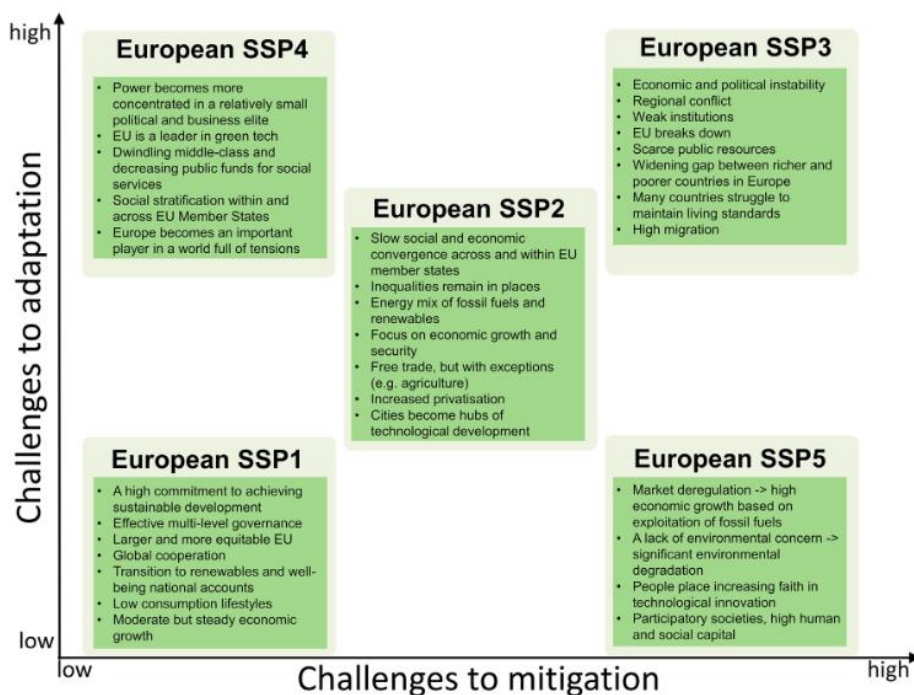 high
Challenges to adaptation
low
European SSP4
• Power becomes more
concentrated in a relatively small
political and business elite
• EU is a leader in green tech
• Dwindling middle-class and
decreasing public funds for social
services
• Social stratification within and
across EU Member States
• Europe becomes an important
player in a world full of tensions
European SSP3
• Economic and political instability
• Regional conflict
• Weak institutions
• EU breaks down
• Scarce public resources
• Widening gap between richer and
poorer countries in Europe
• Many countries struggle to
maintain living standards
• High migration
European SSP2
• Slow social and economic
convergence across and within EU
member states
• Inequalities remain in places
• Energy mix of fossil fuels and
renewables
• Focus on economic growth and
security
• Free trade, but with exceptions
(e.g. agriculture)
• Increased privatisation
• Cities become hubs of
technological development
European SSP1
• A high commitment to achieving
sustainable development
• Effective multi-level governance
• Larger and more equitable EU
• Global cooperation
• Transition to renewables and well-
being national accounts
• Low consumption lifestyles
• Moderate but steady economic
growth
European SSP5
• Market deregulation -> high
economic growth based on
exploitation of fossil fuels
• A lack of environmental concern ->
significant environmental
degradation
• People place increasing faith in
technological innovation
• Participatory societies, high human
and social capital
low
Challenges to mitigation
high